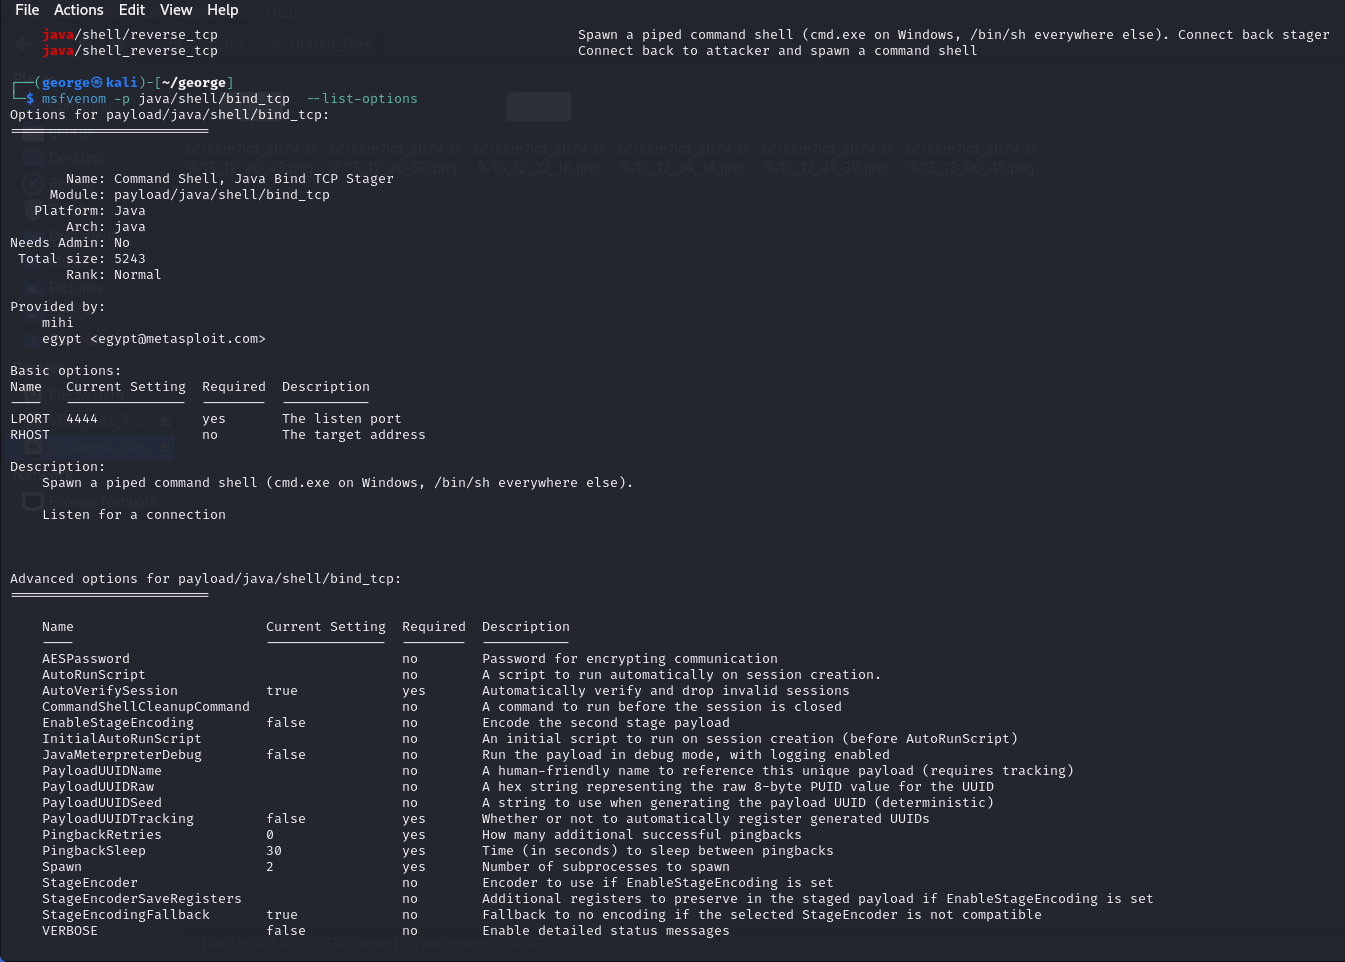 File Actions Edit View Help
java/shell/reverse_tcp Spawn a piped command shell (cmd.exe on Windows, /bin/sh everywhere else). Connect back stager
java/shell_reverse_tcp Connect back to attacker and spawn a command shell
┌──(george㉿kali)-[~/george]
└─$ msfvenom -p java/shell/bind_tcp --list-options
Options for payload/java/shell/bind_tcp:
=========================
Name: Command Shell, Java Bind TCP Stager
Module: payload/java/shell/bind_tcp
Platform: Java
Arch: java
Needs Admin: No
Total size: 5243
Rank: Normal
Provided by:
mihi
egypt <egypt@metasploit.com>
Basic options:
Name Current Setting Required Description
---- --------------- -------- -----------
LPORT 4444 yes The listen port
RHOST no The target address
Description:
Spawn a piped command shell (cmd.exe on Windows, /bin/sh everywhere else).
Listen for a connection
Advanced options for payload/java/shell/bind_tcp:
=========================
Name Current Setting Required Description
---- --------------- -------- -----------
AESPassword no Password for encrypting communication
AutoRunScript no A script to run automatically on session creation.
AutoVerifySession true yes Automatically verify and drop invalid sessions
CommandShellCleanupCommand no A command to run before the session is closed
EnableStageEncoding false no Encode the second stage payload
InitialAutoRunScript no An initial script to run on session creation (before AutoRunScript)
JavaMeterpreterDebug false no Run the payload in debug mode, with logging enabled
PayloadUUIDName no A human-friendly name to reference this unique payload (requires tracking)
PayloadUUIDRaw no A hex string representing the raw 8-byte PUID value for the UUID
PayloadUUIDSeed no A string to use when generating the payload UUID (deterministic)
PayloadUUIDTracking false yes Whether or not to automatically register generated UUIDs
PingbackRetries 0 yes How many additional successful pingbacks
PingbackSleep 30 yes Time (in seconds) to sleep between pingbacks
Spawn 2 yes Number of subprocesses to spawn
StageEncoder no Encoder to use if EnableStageEncoding is set
StageEncoderSaveRegisters no Additional registers to preserve in the staged payload if EnableStageEncoding is set
StageEncodingFallback true no Fallback to no encoding if the selected StageEncoder is not compatible
VERBOSE false no Enable detailed status messages